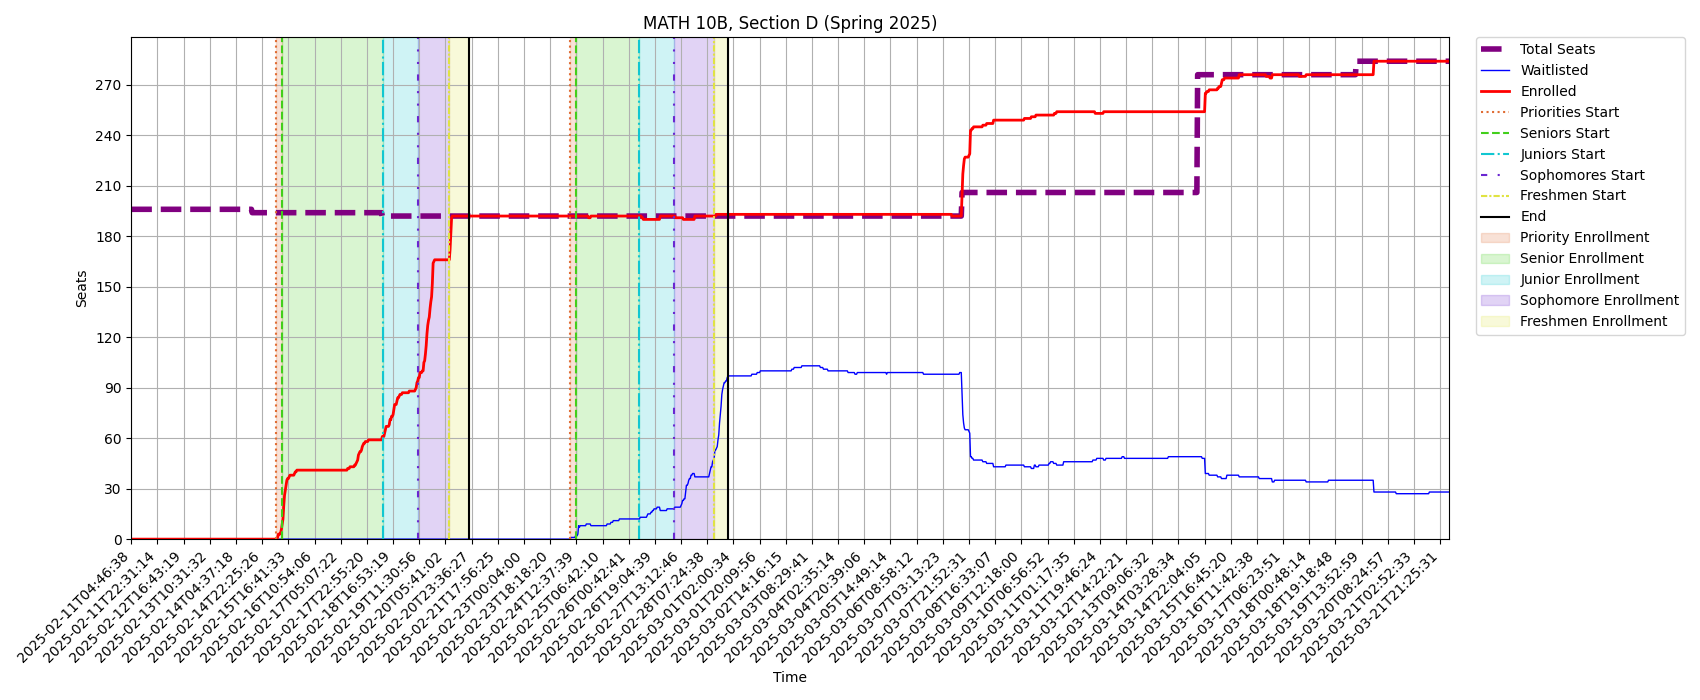 MATH 10B, Section D (Spring 2025)
Seats
270
240
210
180
150
120
90
60
30
0
2025-02-11T04:46:38
2025-02-11T22:31:14
2025-02-12T16:43:19
2025-02-13T10:31:32
2025-02-14T04:37:18
2025-02-14T22:25:26
2025-02-15T16:41:33
2025-02-16T10:54:06
2025-02-17T05:07:22
2025-02-17T22:55:20
2025-02-18T16:53:19
2025-02-19T11:30:56
2025-02-20T05:41:02
2025-02-20T23:36:27
2025-02-21T17:56:25
2025-02-23T00:04:00
2025-02-23T18:18:20
2025-02-24T12:37:39
2025-02-25T06:42:10
2025-02-26T00:42:41
2025-02-26T19:04:39
2025-02-27T13:12:46
2025-02-28T07:24:38
2025-03-01T02:00:34
2025-03-01T20:09:56
2025-03-02T14:16:15
2025-03-03T08:29:41
2025-03-04T02:35:14
2025-03-04T20:39:06
2025-03-05T14:49:14
2025-03-06T08:58:12
2025-03-07T03:13:23
2025-03-07T21:52:31
2025-03-08T16:33:07
2025-03-09T12:18:00
2025-03-10T06:56:52
2025-03-11T01:17:35
2025-03-11T19:46:24
2025-03-12T14:22:21
2025-03-13T09:06:32
2025-03-14T03:28:34
2025-03-14T22:04:05
2025-03-15T16:45:20
2025-03-16T11:42:38
2025-03-17T06:23:51
2025-03-18T00:48:14
2025-03-18T19:18:48
2025-03-19T13:52:59
2025-03-20T08:24:57
2025-03-21T02:52:33
2025-03-21T21:25:31
Time
Total Seats
Waitlisted
Enrolled
Priorities Start
Seniors Start
Juniors Start
Sophomores Start
Freshmen Start
End
Priority Enrollment
Senior Enrollment
Junior Enrollment
Sophomore Enrollment
Freshmen Enrollment